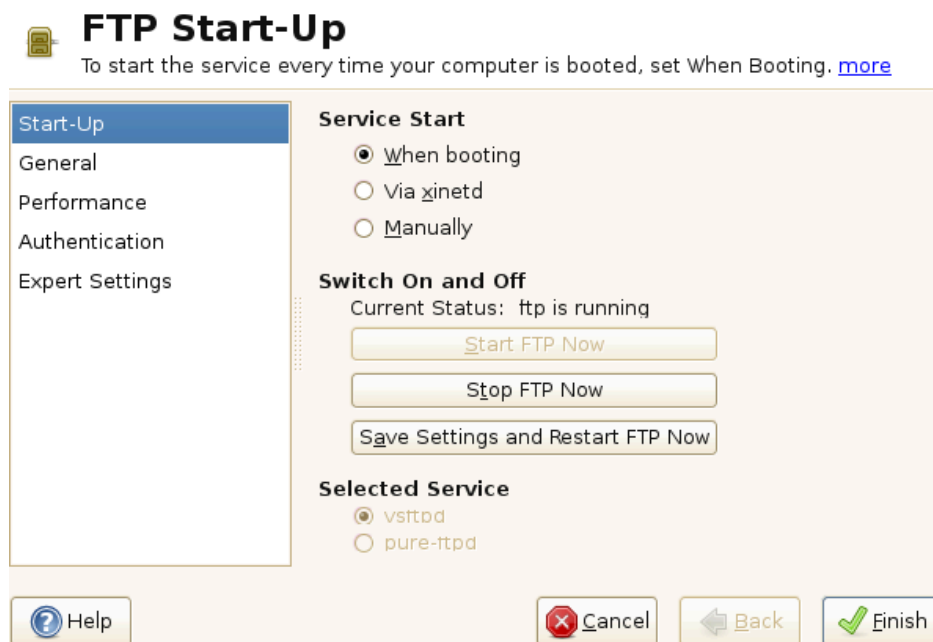 FTP Start-Up
To start the service every time your computer is booted, set When Booting. more
Start-Up
General
Performance
Authentication
Expert Settings
Service Start
When booting
Via xinetd
Manually
Switch On and Off
Current Status: ftp is running
Start FTP Now
Stop FTP Now
Save Settings and Restart FTP Now
Selected Service
vsftpd
pure-ftpd
Help
Cancel
Back
Finish